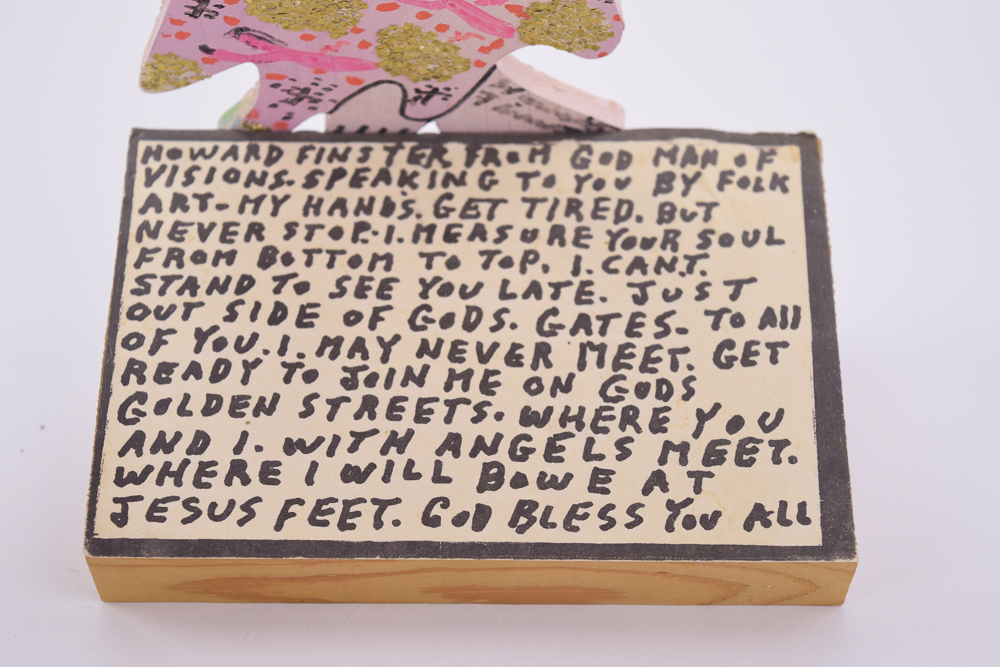 HOWARD FINSTER FROM GOD MAN OF
VISIONS. SPEAKING TO YOU BY FOLK
ART- MY HANDS. GET TIRED. BUT
NEVER STOP.-I. MEASURE YOUR SOUL
FROM BOTTOM TO TOP. I. CAN.T.
STAND TO SEE YOU LATE. JUST
OUT SIDE OF GODS. GATES- TO All
OF YOU. I. MAY NEVER MEET. GET
READY TO JOIN ME ON GODS
GOLDEN STREETS. WHERE YOU
AND I. WITH ANGELS MEET.
WHERE I WILL BOWE AT
JESUS FEET. GOD BLESS YOU ALL